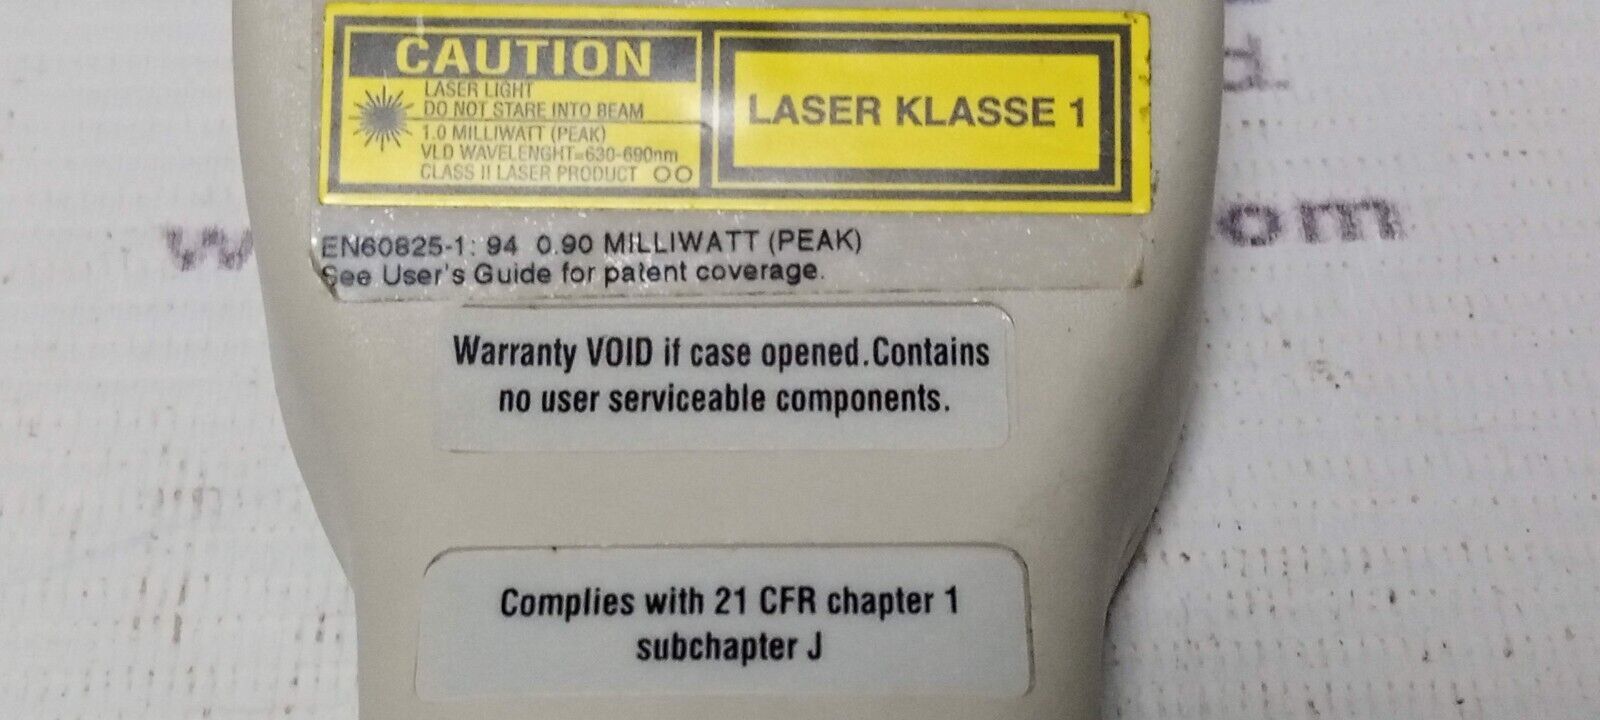 CAUTION
LASER LIGHT
DO NOT STARE INTO BEAM
1.0 MILLIWATT (PEAK)
VLD WAVELENGHT=630-690nm
CLASS II LASER PRODUCT
LASER KLASSE 1
EN60825-1: 94 0.90 MILLIWATT (PEAK)
See User's Guide for patent coverage.
Warranty VOID if case opened.Contains
no user serviceable components.
Complies with 21 CFR chapter 1
subchapter J